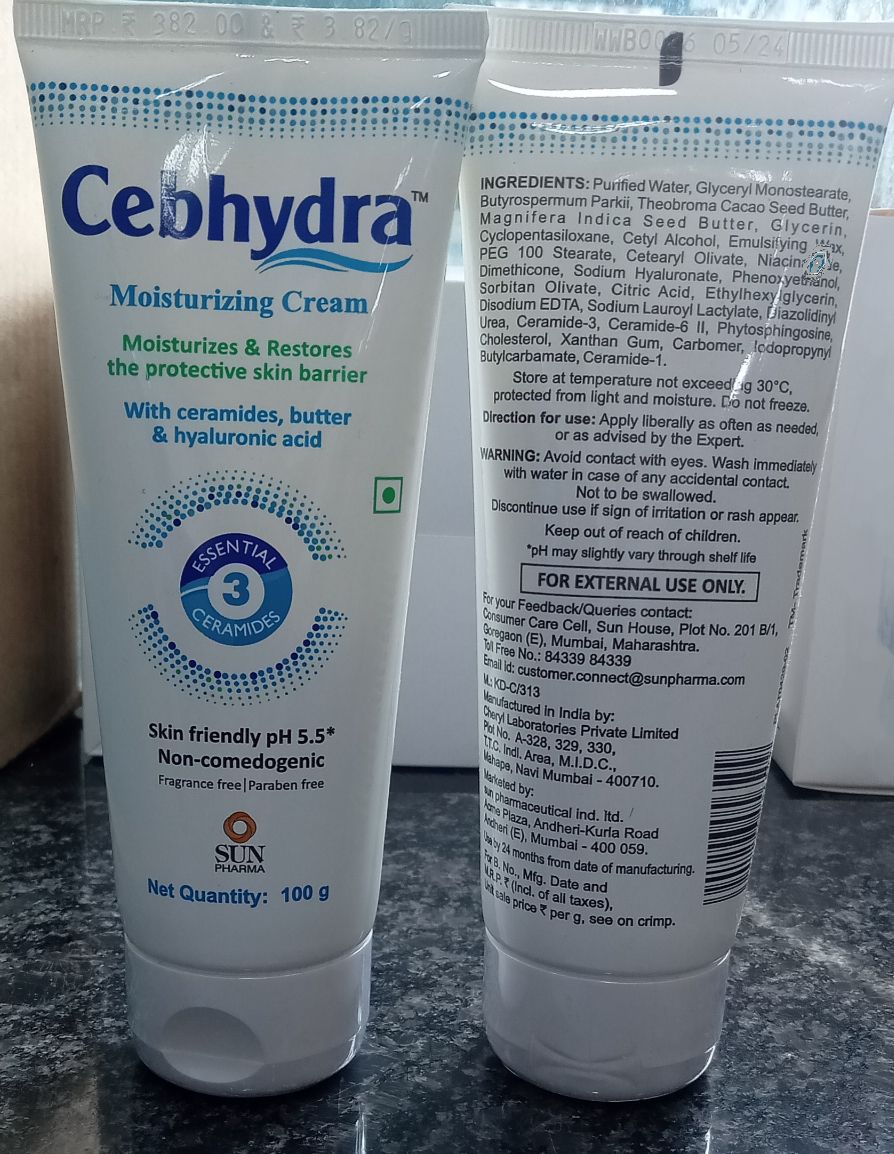 MRP ₹ 382.00 & ₹ 3.82/g
Cebhydra™
Moisturizing Cream
Moisturizes & Restores
the protective skin barrier
With ceramides, butter
& hyaluronic acid
ESSENTIAL
3
CERAMIDES
Skin friendly pH 5.5*
Non-comedogenic
Fragrance free|Paraben free
SUN
PHARMA
Net Quantity: 100 g
05/24
INGREDIENTS: Purified Water, Glyceryl Monostearate,
Butyrospermum Parkii, Theobroma Cacao Seed Butter,
Magnifera Indica Seed Butter, Glycerin,
Cyclopentasiloxane, Cetyl Alcohol, Emulsifying Wax,
PEG 100 Stearate, Cetearyl Olivate,
Dimethicone, Sodium Hyaluronate, Phenoxyethanol,
Sorbitan Olivate, Citric Acid, Ethylhexylglycerin,
Disodium EDTA, Sodium Lauroyl Lactylate, Diazolidinyl
Urea, Ceramide-3, Ceramide-6 II, Phytosphingosine,
Cholesterol, Xanthan Gum, Carbomer, Iodopropynyl
Butylcarbamate, Ceramide-1.
Store at temperature not exceeding 30°C,
protected from light and moisture. Do not freeze.
Direction for use: Apply liberally as often as needed,
or as advised by the Expert.
WARNING: Avoid contact with eyes. Wash immediately
with water in case of any accidental contact.
Not to be swallowed.
Discontinue use if sign of irritation or rash appear.
Keep out of reach of children.
*pH may slightly vary through shelf life
FOR EXTERNAL USE ONLY.
For your Feedback/Queries contact:
Consumer Care Cell, Sun House, Plot No. 201 B/1,
Goregaon (E), Mumbai, Maharashtra.
Toll Free No.: 84339 84339
Email id: customer.connect@sunpharma.com
M.: KD-C/313
Manufactured in India by:
Cheryl Laboratories Private Limited
Plot No. A-328, 329, 330,
T.T.C. Indl. Area, M.I.D.C.,
Mahape, Navi Mumbai - 400710.
Marketed by:
sun pharmaceutical ind. ltd.
Acme Plaza, Andheri-Kurla Road
Andheri (E), Mumbai - 400 059.
Use by 24 months from date of manufacturing.
For B. No., Mfg. Date and
M.R.P. ₹ (Incl. of all taxes),
Unit sale price ₹ per g, see on crimp.
TM- Trademark